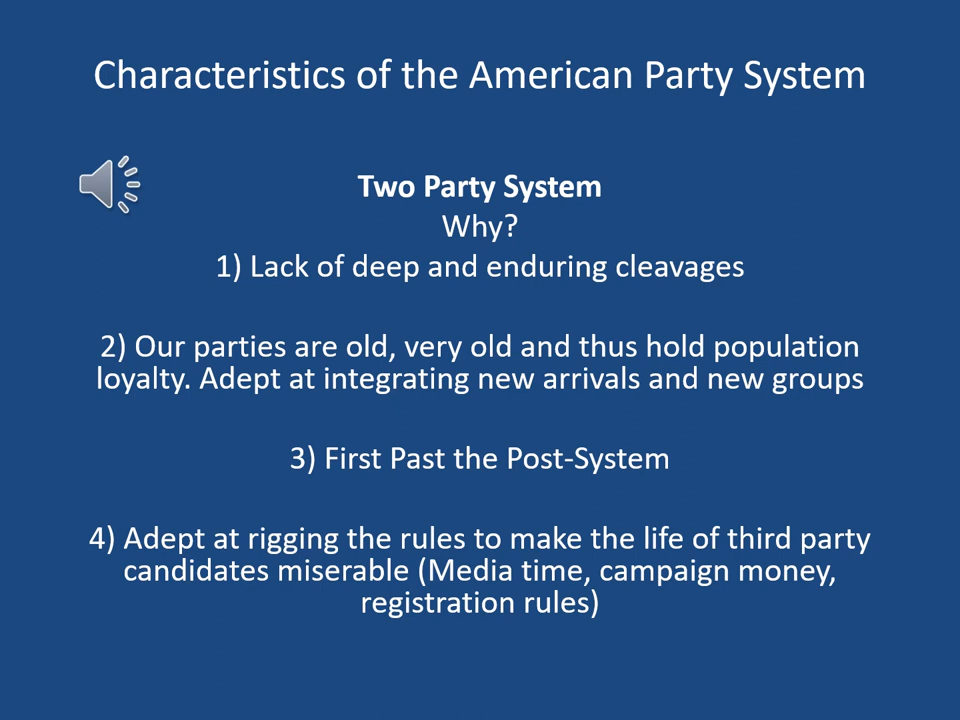 Characteristics of the American Party System
Two Party System
Why?
1) Lack of deep and enduring cleavages
2) Our parties are old, very old and thus hold population
loyalty. Adept at integrating new arrivals and new groups
3) First Past the Post-System
4) Adept at rigging the rules to make the life of third party
candidates miserable (Media time, campaign money,
registration rules)